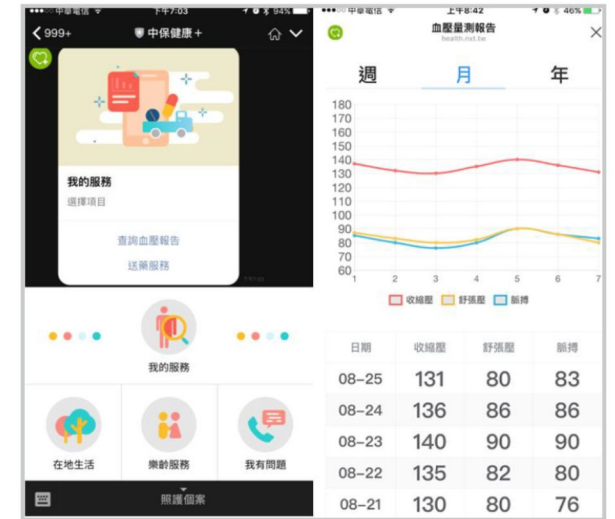 中華電信
下午7:03
94%
999+
中保健康+
我的服務
選擇項目
查詢血壓報告
送藥服務
我的服務
在地生活
樂齡服務
我有問題
照護個案
中華電信
上午8:42
46%
血壓量測報告
health.nst.tw
週 月 年
180
170
160
150
140
130
120
110
100
90
80
70
60
1 2 3 4 5 6 7
收縮壓 舒張壓 脈搏
日期 收縮壓 舒張壓 脈搏
08-25 131 80 83
08-24 136 86 86
08-23 140 90 90
08-22 135 82 80
08-21 130 80 76